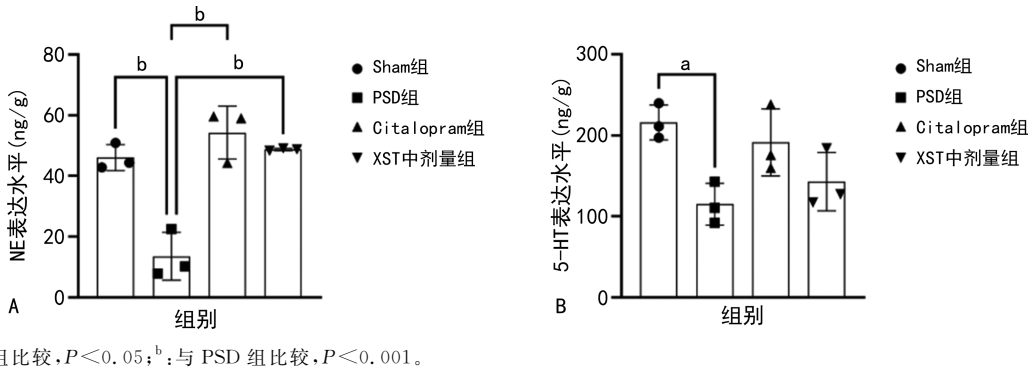 b
b
b
80
60
40
20
0
NE表达水平(ng/g)
组别
A
Sham组
PSD组
Citalopram组
XST中剂量组
a
300
200
100
0
5-HT表达水平(ng/g)
组别
B
Sham组
PSD组
Citalopram组
XST中剂量组
组比较,P<0.05;b:与 PSD 组比较,P<0.001。